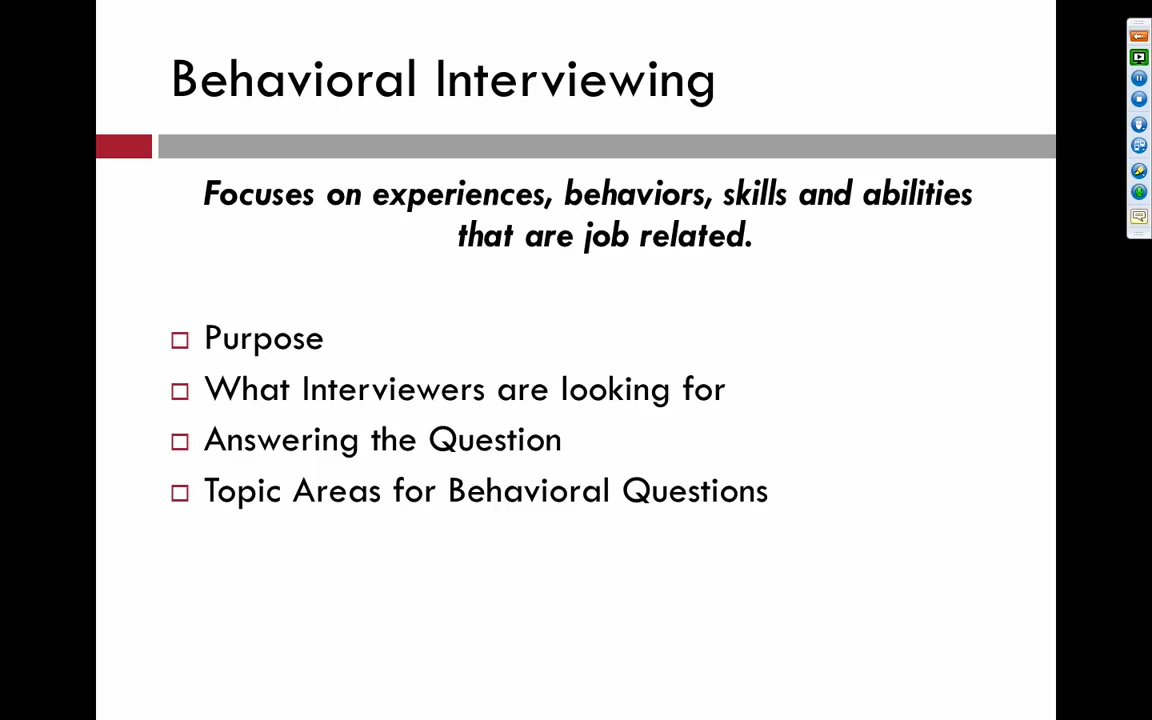 Behavioral Interviewing
Focuses on experiences, behaviors, skills and abilities
that are job related.
Purpose
What Interviewers are looking for
Answering the Question
Topic Areas for Behavioral Questions